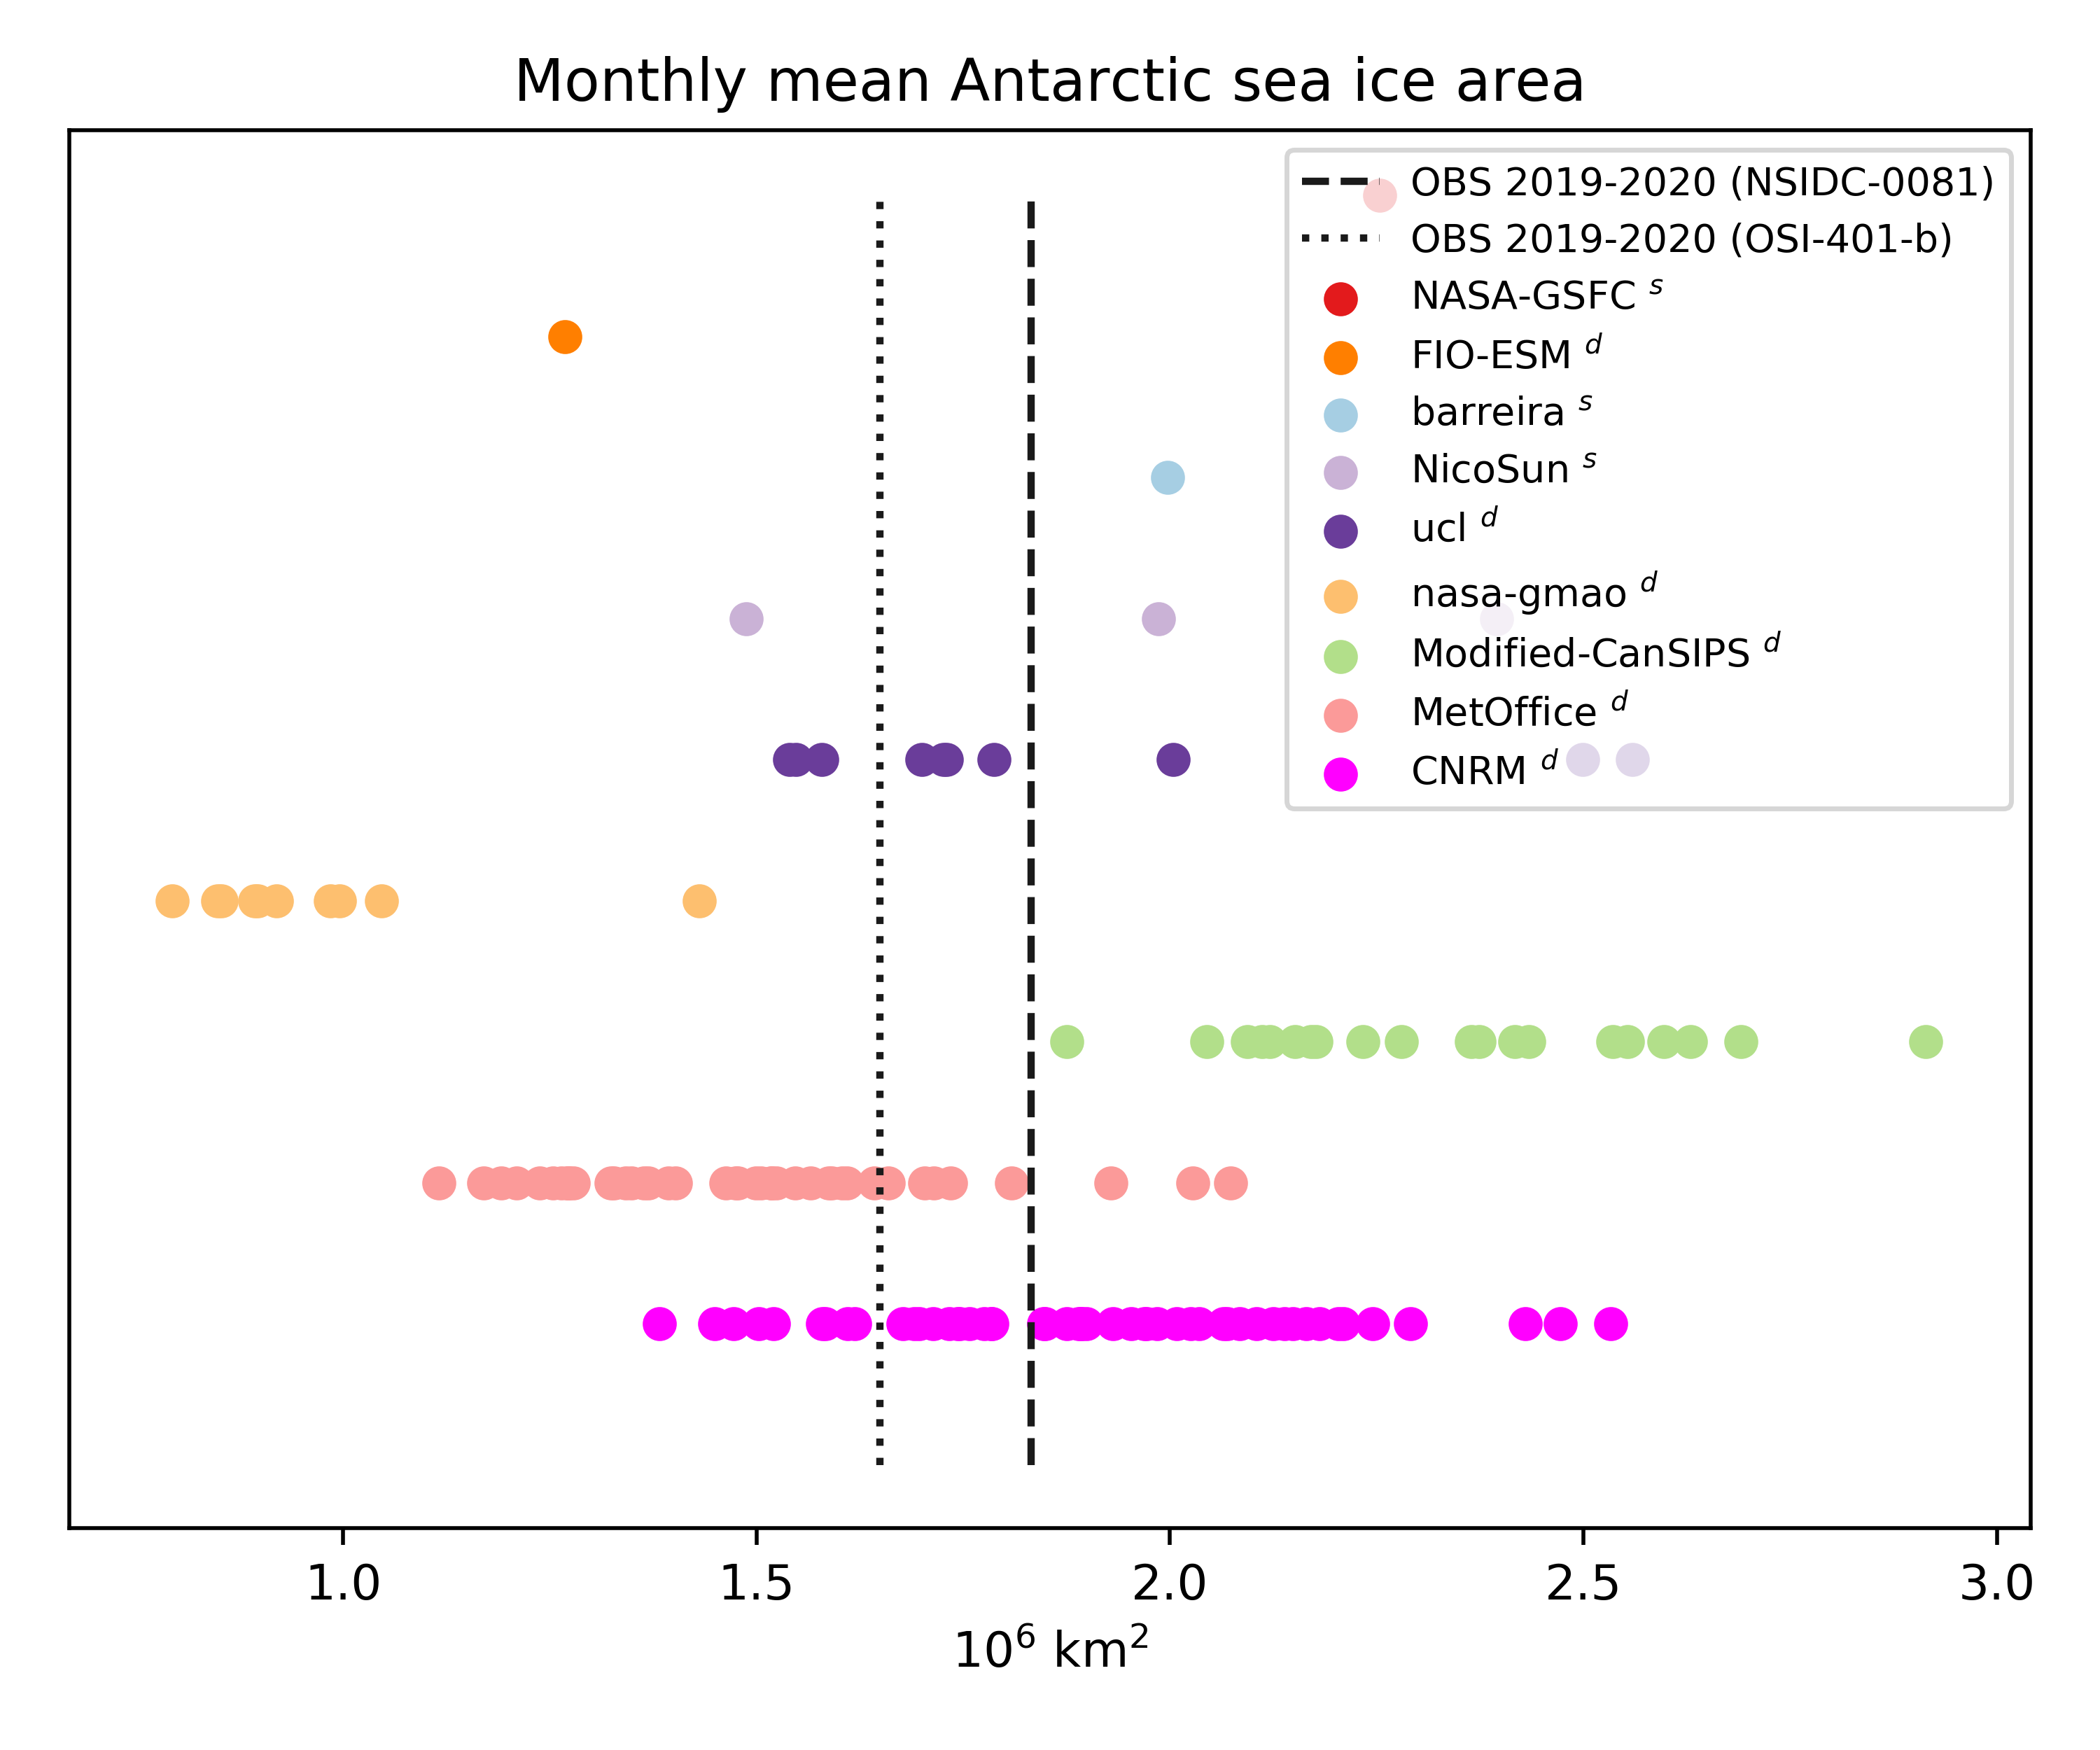 Monthly mean Antarctic sea ice area
OBS 2019-2020 (NSIDC-0081)
OBS 2019-2020 (OSI-401-b)
NASA-GSFC ˢ
FIO-ESM ᵈ
barreira ˢ
NicoSun ˢ
ucl ᵈ
nasa-gmao ᵈ
Modified-CanSIPS ᵈ
MetOffice ᵈ
CNRM ᵈ
1.0 1.5 2.0 2.5 3.0
10⁶ km²